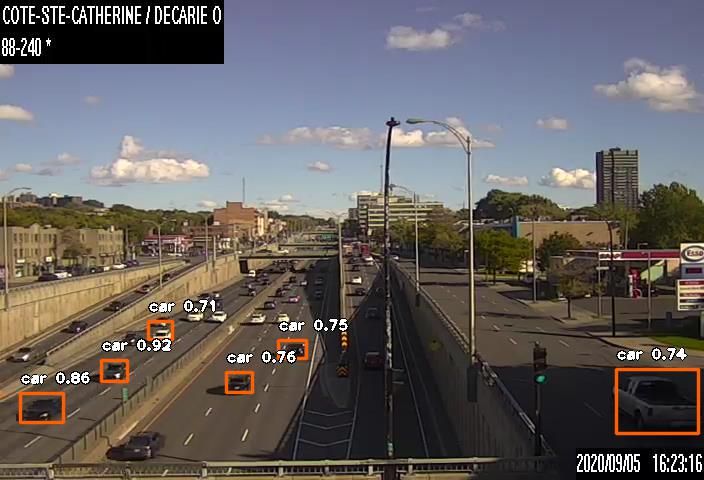 COTE-STE-CATHERINE / DECARIE O
88-240 *
car 0.71
car 0.75
car 0.92
car 0.76
car 0.74
car 0.86
Esso
2020/09/05 16:23:16